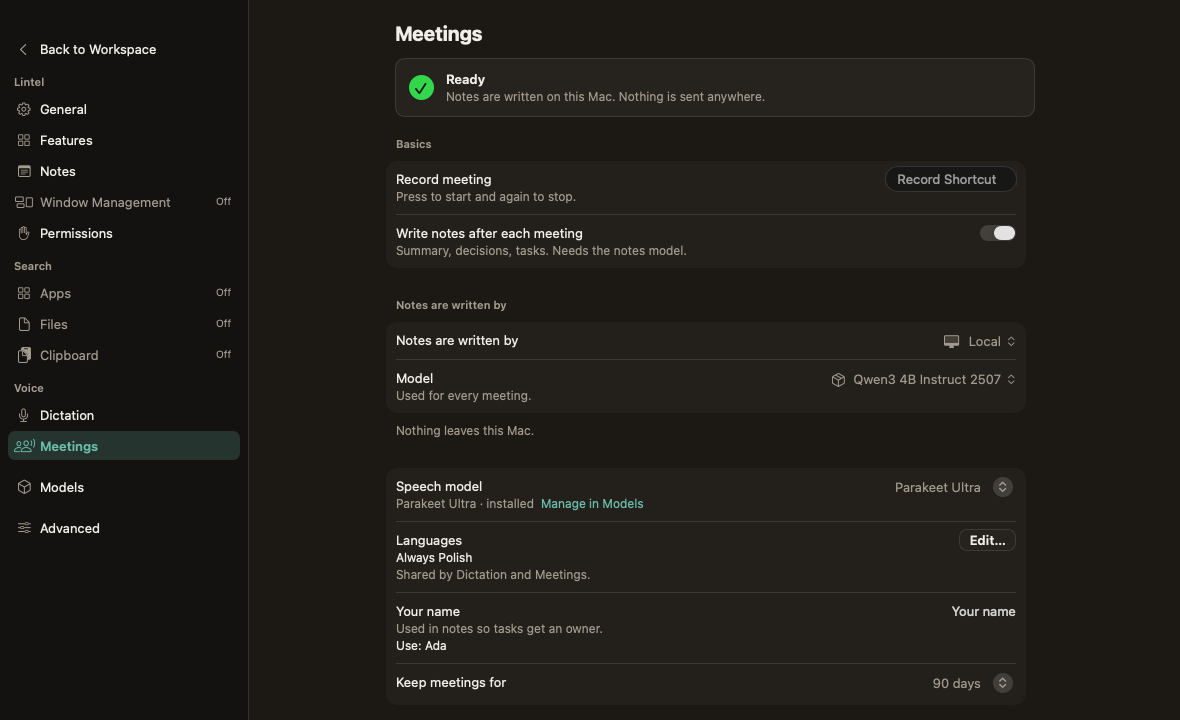 Back to Workspace
Lintel
General
Features
Notes
Window Management Off
Permissions
Search
Apps Off
Files Off
Clipboard Off
Voice
Dictation
Meetings
Models
Advanced
Meetings
Ready
Notes are written on this Mac. Nothing is sent anywhere.
Basics
Record meeting
Press to start and again to stop.
Record Shortcut
Write notes after each meeting
Summary, decisions, tasks. Needs the notes model.
Notes are written by
Notes are written by
Local
Model
Used for every meeting.
Qwen3 4B Instruct 2507
Nothing leaves this Mac.
Speech model
Parakeet Ultra · installed Manage in Models
Parakeet Ultra
Languages
Always Polish
Shared by Dictation and Meetings.
Edit...
Your name
Used in notes so tasks get an owner.
Use: Ada
Your name
Keep meetings for
90 days